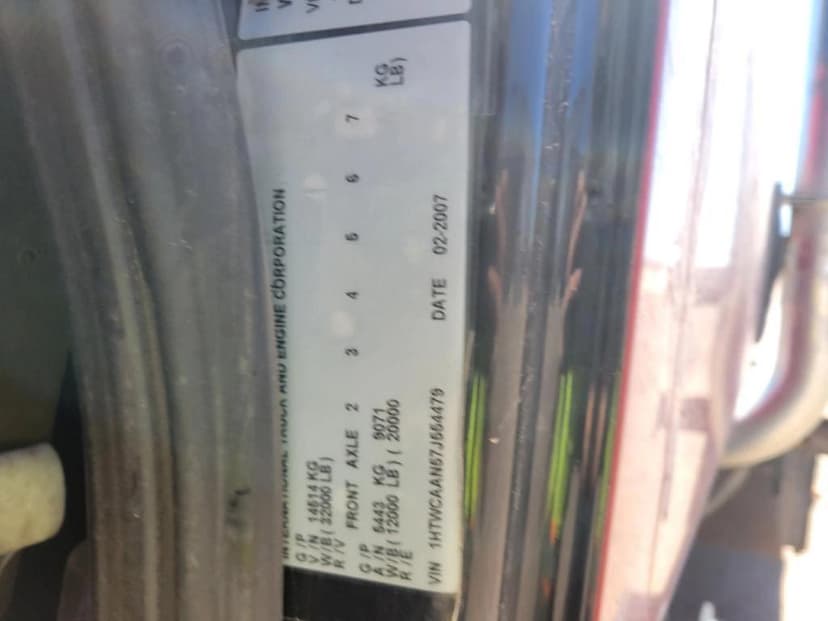 INTERNATIONAL TRUCK AND ENGINE CORPORATION
G / P
V / N 14514 KG
W/B ( 32000 LB )
R / V
FRONT AXLE 2 3 4 5 6 7
G / P
A / N 5443 KG 9071 KG
W/B ( 12000 LB ) ( 20000 LB)
R / E
VIN 1HTWCAAN57J554479 DATE 02-2007